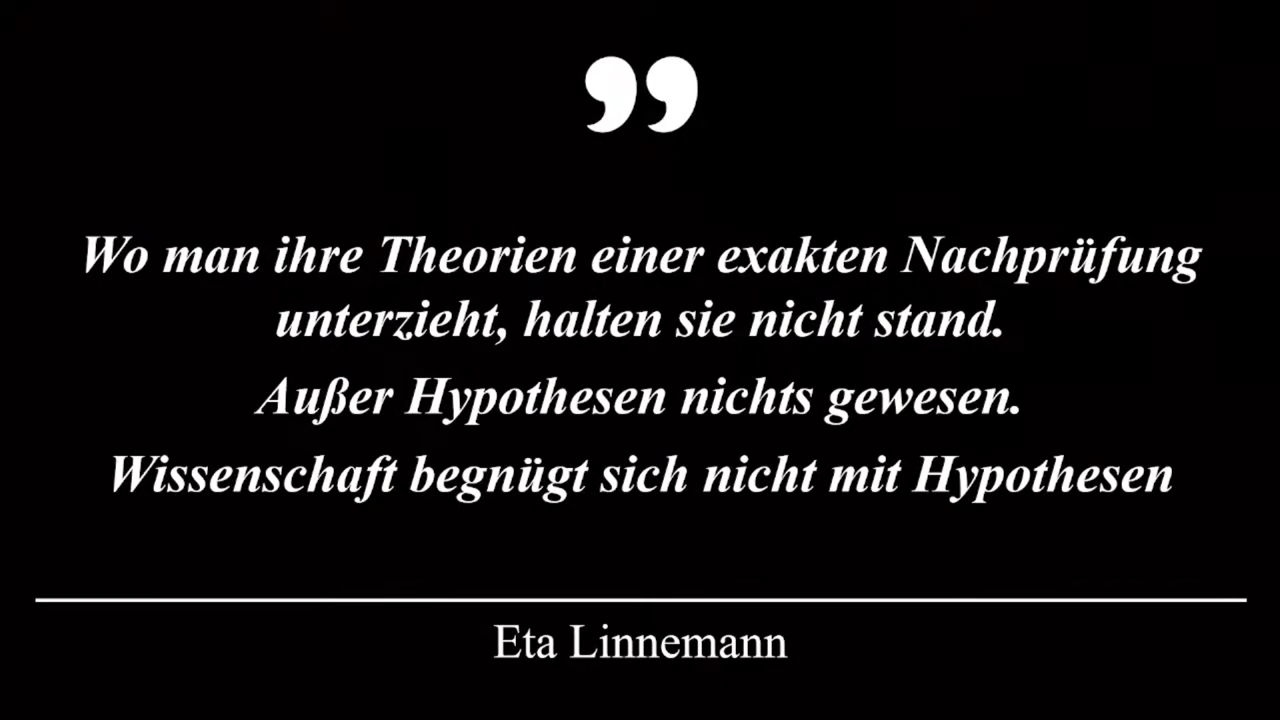 ”
Wo man ihre Theorien einer exakten Nachprüfung
unterzieht, halten sie nicht stand.
Außer Hypothesen nichts gewesen.
Wissenschaft begnügt sich nicht mit Hypothesen
Eta Linnemann